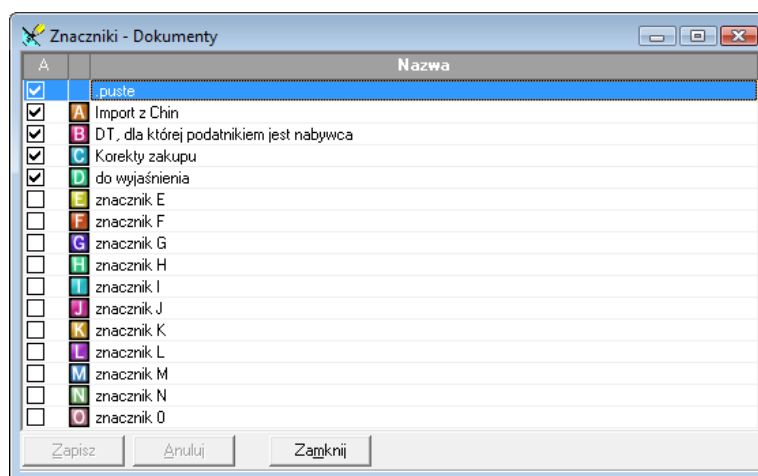 Znaczniki - Dokumenty
A Nazwa
.puste
A Import z Chin
B DT, dla której podatnikiem jest nabywca
C Korekty zakupu
D do wyjaśnienia
E znacznik E
F znacznik F
G znacznik G
H znacznik H
I znacznik I
J znacznik J
K znacznik K
L znacznik L
M znacznik M
N znacznik N
O znacznik O
Zapisz Anuluj Zamknij